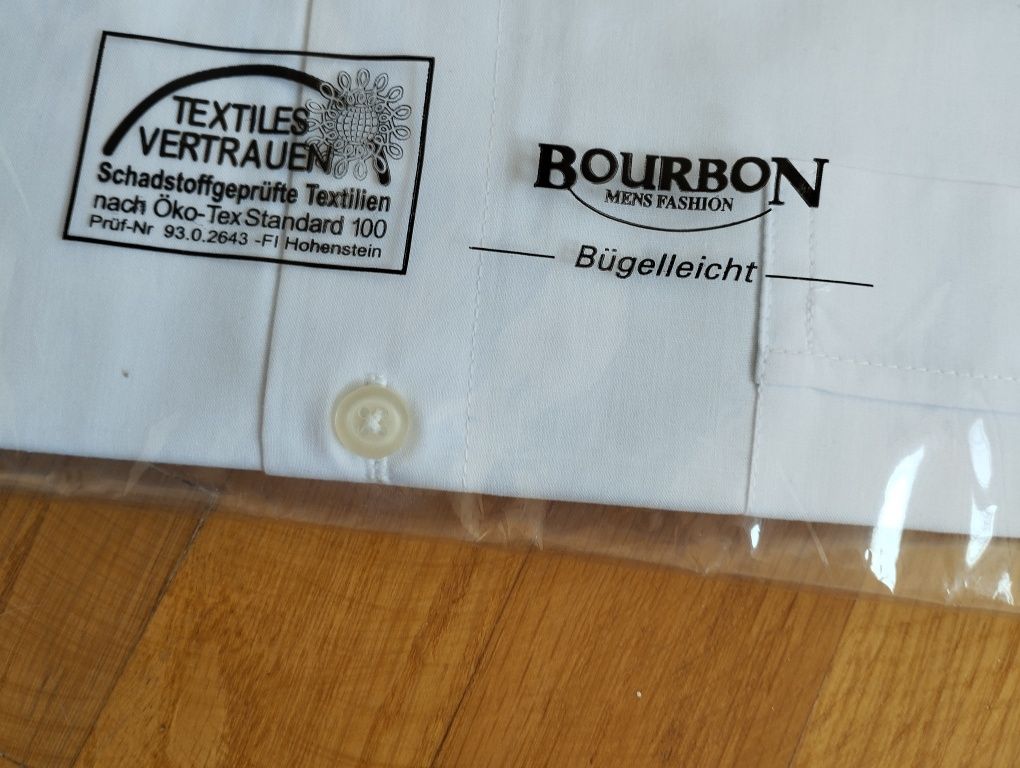 TEXTILES
VERTRAUEN
Schadstoffgeprüfte Textilien
nach Öko-Tex Standard 100
Prüf-Nr 93.0.2643 -FI Hohenstein
BOURBON
MENS FASHION
Bügelleicht